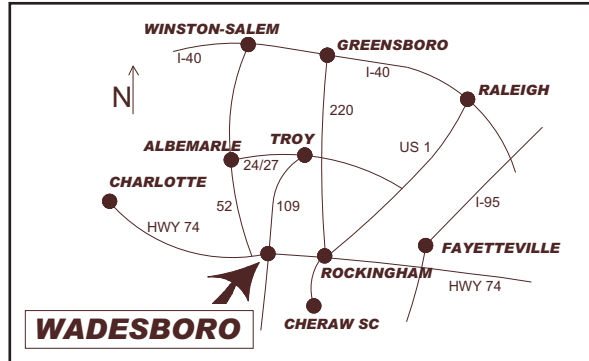 WINSTON-SALEM
GREENSBORO
I-40
I-40
RALEIGH
N
220
TROY
US 1
ALBEMARLE
24/27
CHARLOTTE
52
109
I-95
HWY 74
FAYETTEVILLE
ROCKINGHAM
HWY 74
CHERAW SC
WADESBORO